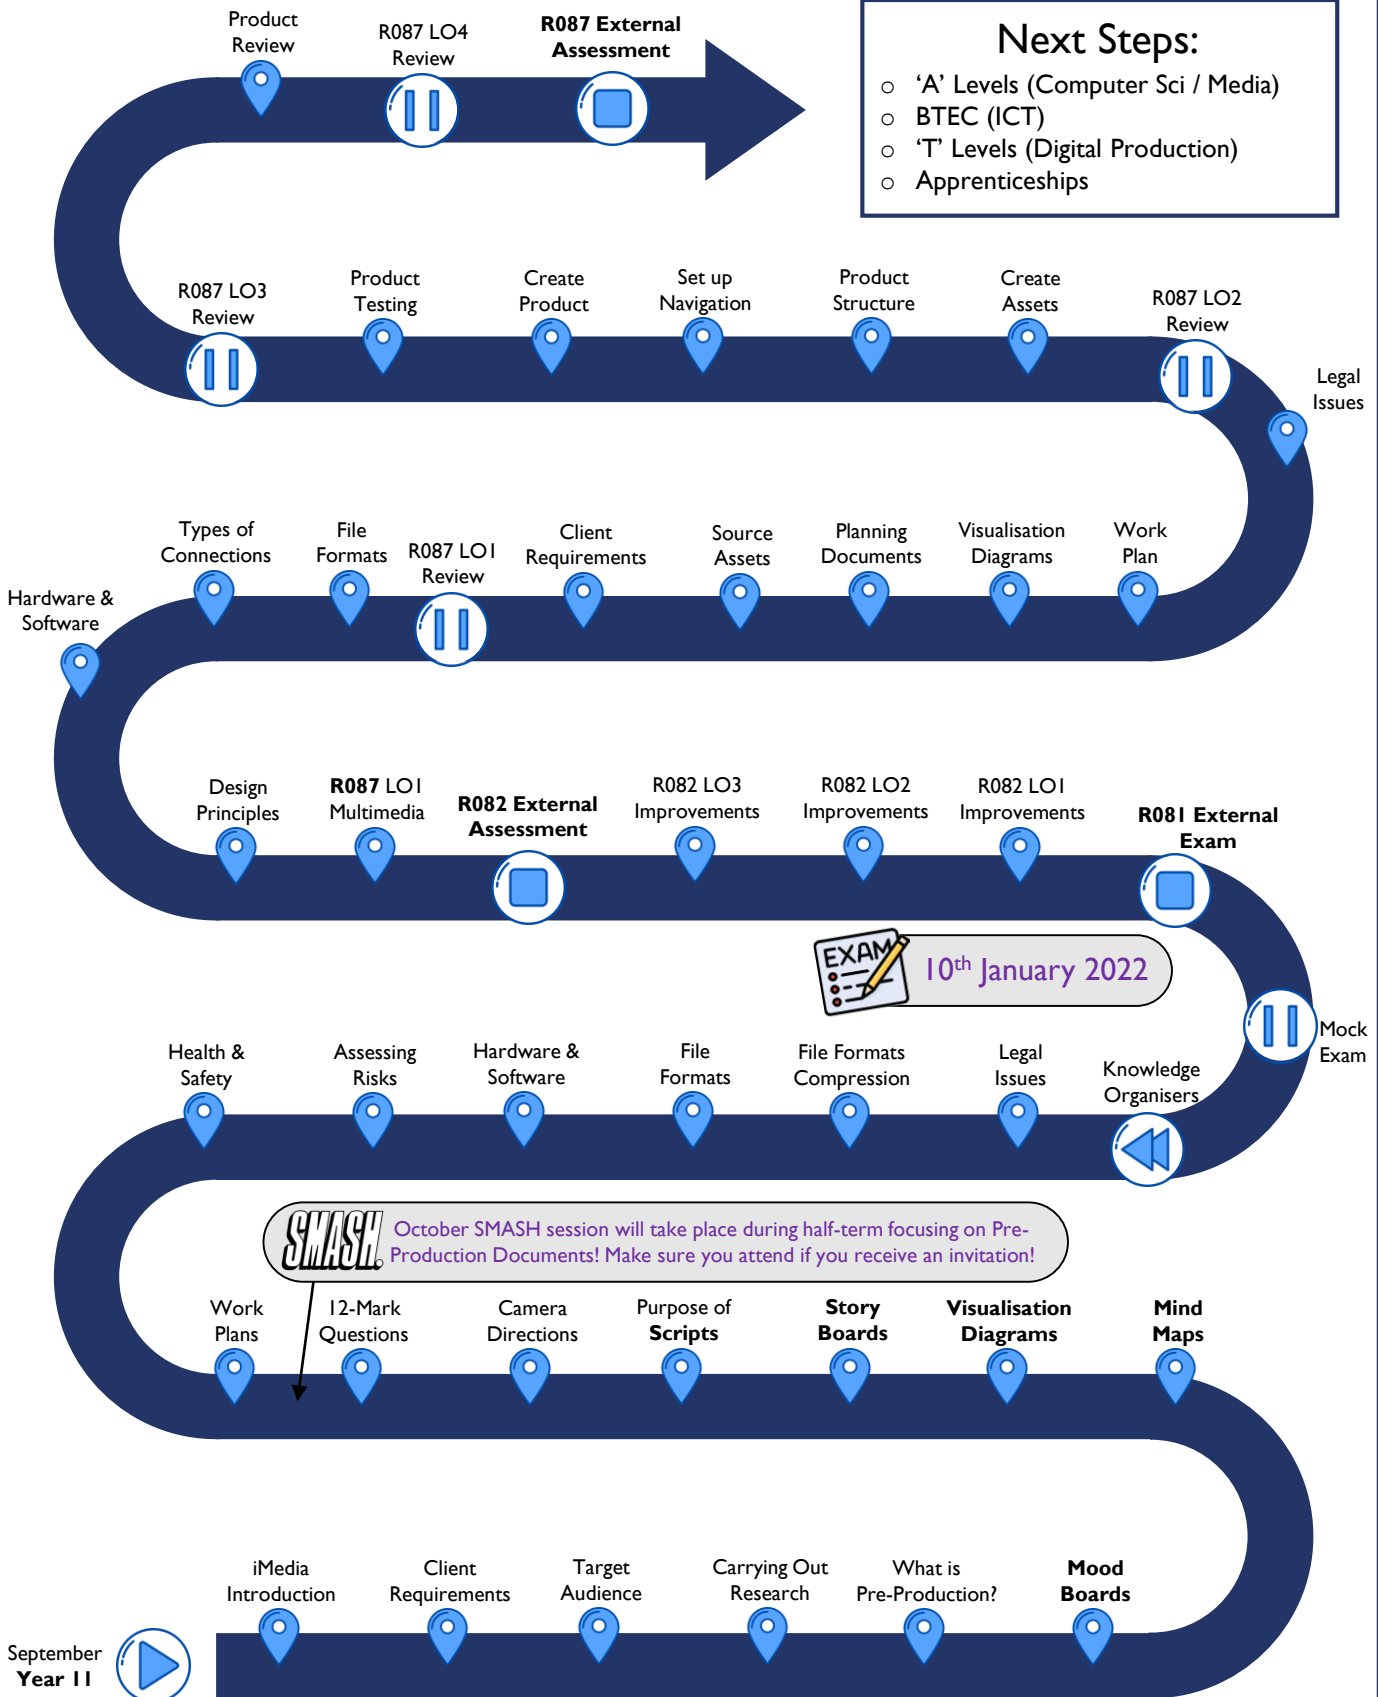 Product
Review
R087 LO4
Review
R087 External
Assessment
Next Steps:
o ‘A’ Levels (Computer Sci / Media)
o BTEC (ICT)
o ‘T’ Levels (Digital Production)
o Apprenticeships
R087 LO3
Review
Product
Testing
Create
Product
Set up
Navigation
Product
Structure
Create
Assets
R087 LO2
Review
Legal
Issues
Hardware &
Software
Types of
Connections
File
Formats
R087 LO1
Review
Client
Requirements
Source
Assets
Planning
Documents
Visualisation
Diagrams
Work
Plan
Design
Principles
R087 LO1
Multimedia
R082 External
Assessment
R082 LO3
Improvements
R082 LO2
Improvements
R082 LO1
Improvements
R081 External
Exam
EXAM
10th January 2022
Mock
Exam
Health &
Safety
Assessing
Risks
Hardware &
Software
File
Formats
File Formats
Compression
Legal
Issues
Knowledge
Organisers
SMASH.
October SMASH session will take place during half-term focusing on Pre-
Production Documents! Make sure you attend if you receive an invitation!
Work
Plans
12-Mark
Questions
Camera
Directions
Purpose of
Scripts
Story
Boards
Visualisation
Diagrams
Mind
Maps
iMedia
Introduction
Client
Requirements
Target
Audience
Carrying Out
Research
What is
Pre-Production?
Mood
Boards
September
Year 11